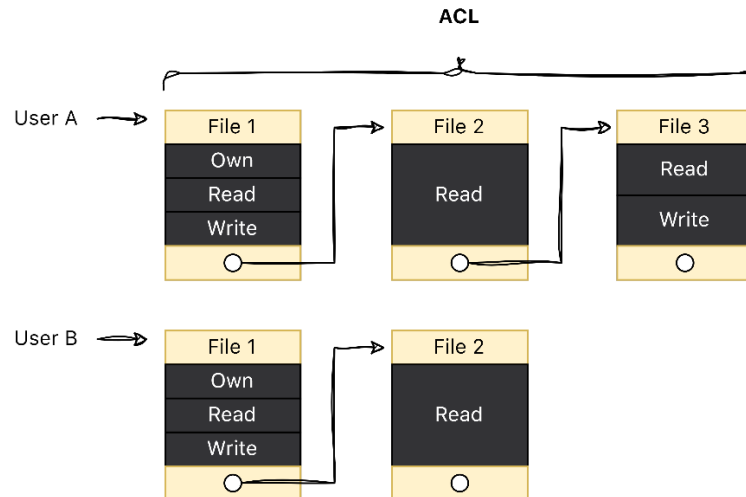 ACL
User A
File 1
File 2
File 3
Own
Read
Write
Read
Read
Write
User B
File 1
File 2
Own
Read
Write
Read